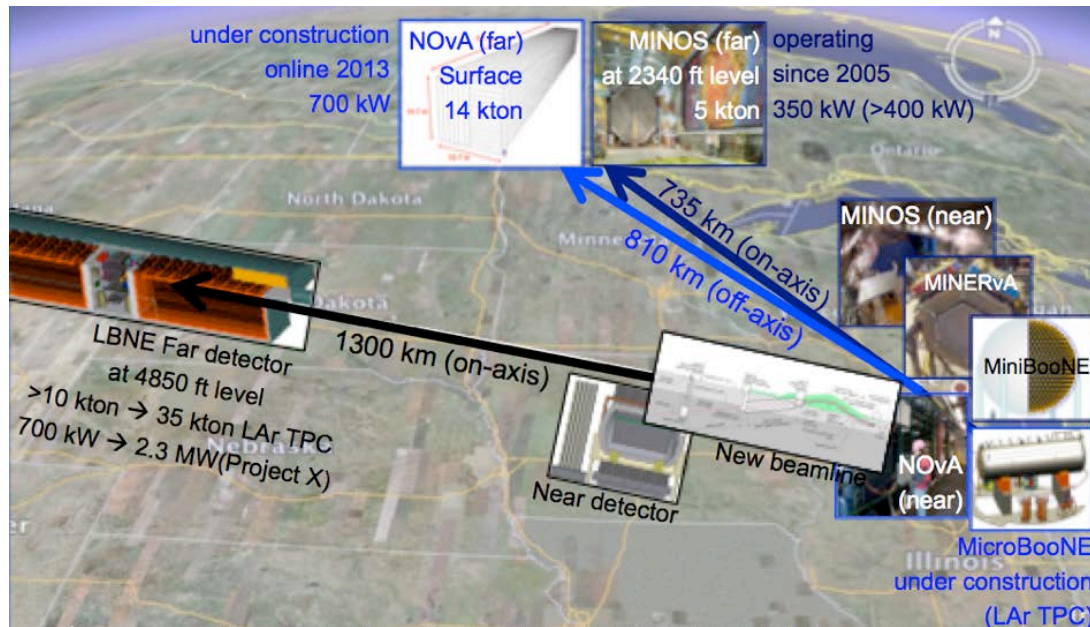 under construction
online 2013
700 kW
NOvA (far)
Surface
14 kton
MINOS (far)
at 2340 ft level
5 kton
operating
since 2005
350 kW (>400 kW)
Ontario
North Dakota
Minne
735 km (on-axis)
810 km (off-axis)
MINOS (near)
MINERvA
MiniBooNE
Dakota
LBNE Far detector
at 4850 ft level
>10 kton → 35 kton LAr TPC
700 kW → 2.3 MW(Project X)
1300 km (on-axis)
Nebraska
Near detector
New beamline
NOvA
(near)
Illinois
MicroBooNE
under construction
(LAr TPC)